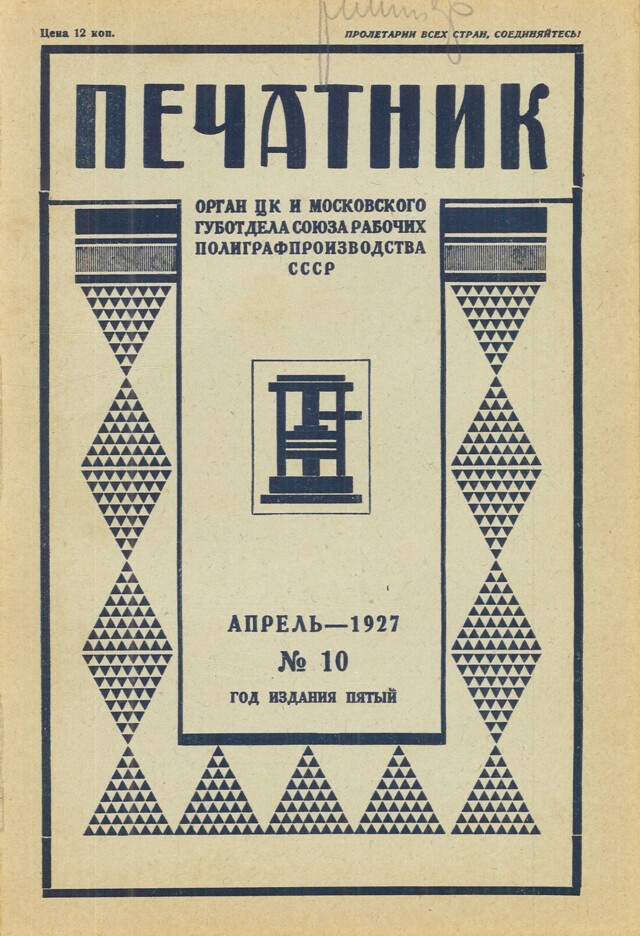 Цена 12 коп.
ПРОЛЕТАРИИ ВСЕХ СТРАН, СОЕДИНЯЙТЕСЬ!
ПЕЧАТНИК
ОРГАН ЦК И МОСКОВСКОГО
ГУБОТДЕЛА СОЮЗА РАБОЧИХ
ПОЛИГРАФПРОИЗВОДСТВА
СССР
АПРЕЛЬ—1927
№ 10
ГОД ИЗДАНИЯ ПЯТЫЙ